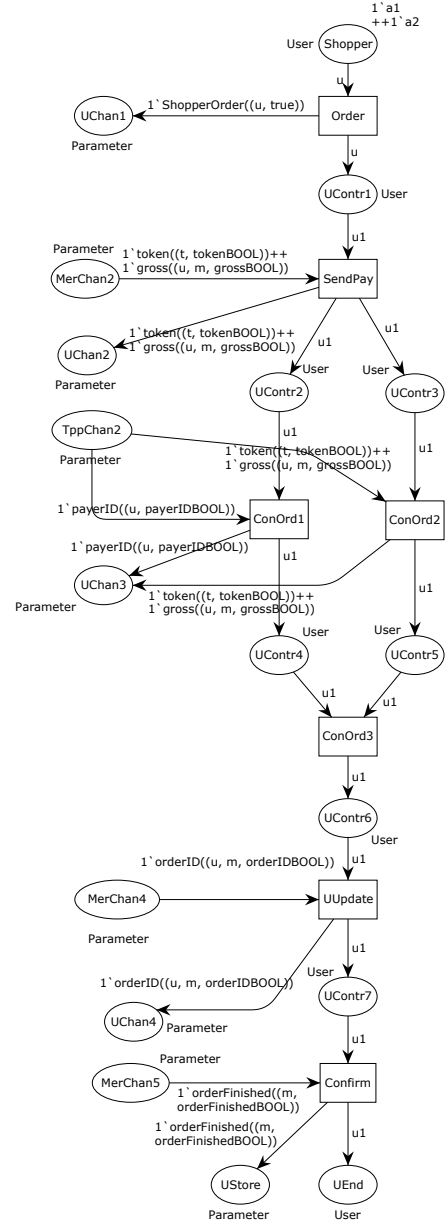 1`a1
++1`a2
User
Shopper
u
1`ShopperOrder((u, true))
UChan1
Order
Parameter
u
UContr1
User
u1
Parameter
1`token((t, tokenBOOL))++
1`gross((u, m, grossBOOL))
MerChan2
SendPay
1`token((t, tokenBOOL))++
1`gross((u, m, grossBOOL))
UChan2
Parameter
u1
u1
User
User
UContr2
UContr3
u1
u1
TppChan2
Parameter
1`token((t, tokenBOOL))++
1`gross((u, m, grossBOOL))
1`payerID((u, payerIDBOOL))
ConOrd1
ConOrd2
1`payerID((u, payerIDBOOL))
u1
u1
UChan3
Parameter
1`token((t, tokenBOOL))++
1`gross((u, m, grossBOOL))
User
User
UContr4
UContr5
u1
u1
ConOrd3
u1
UContr6
User
1`orderID((u, m, orderIDBOOL))
u1
MerChan4
UUpdate
Parameter
u1
User
1`orderID((u, m, orderIDBOOL))
UContr7
UChan4
Parameter
u1
Parameter
MerChan5
Confirm
1`orderFinished((m,
orderFinishedBOOL))
1`orderFinished((m,
orderFinishedBOOL))
u1
UStore
UEnd
Parameter
User